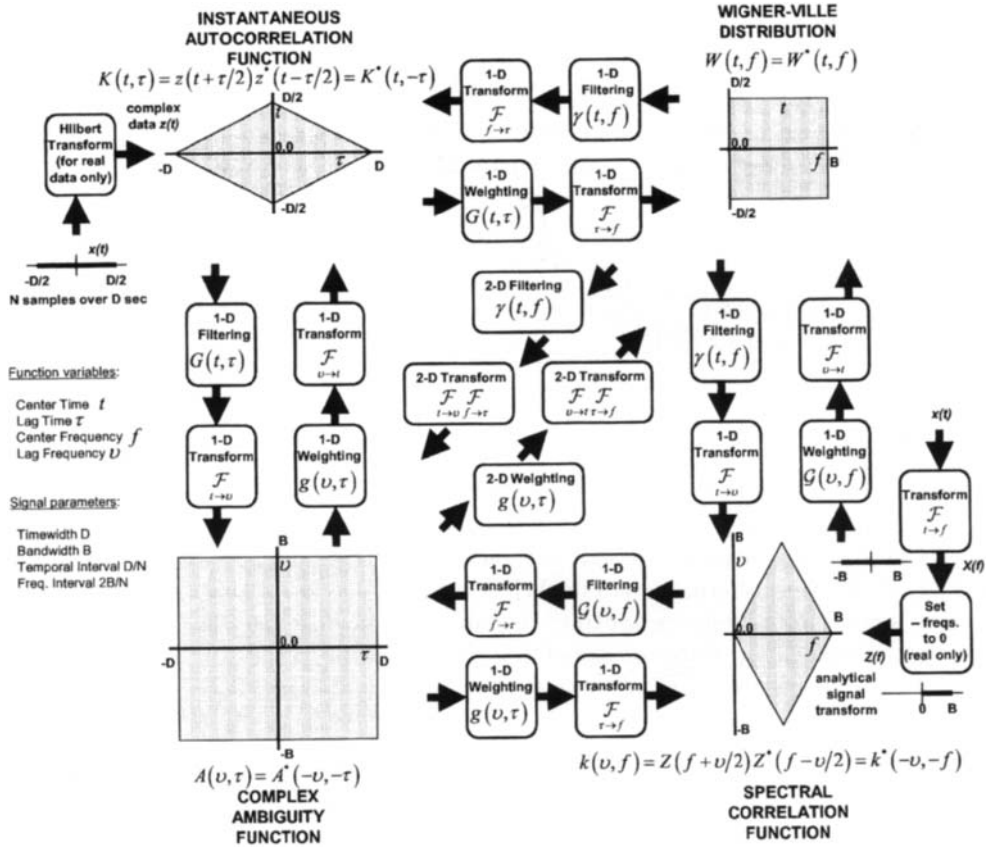 INSTANTANEOUS
AUTOCORRELATION
FUNCTION
K(t,τ) = z(t+τ/2)z*(t−τ/2) = K*(t,−τ)
complex
data z(t)
Hilbert
Transform
(for real
data only)
D/2
t
0,0
τ
-D
D
-D/2
x(t)
-D/2
D/2
N samples over D sec
WIGNER-VILLE
DISTRIBUTION
W(t,f) = W*(t,f)
D/2
t
0,0
f
B
-D/2
1-D
Transform
F
f→τ
1-D
Filtering
γ(t,f)
1-D
Weighting
G(t,τ)
1-D
Transform
F
τ→f
2-D Filtering
γ(t,f)
2-D Transform
F F
t→υ f→τ
2-D Transform
F F
υ→t τ→f
2-D Weighting
g(υ,τ)
1-D
Filtering
G(t,τ)
1-D
Transform
F
υ→t
1-D
Transform
F
t→υ
1-D
Weighting
g(υ,τ)
1-D
Filtering
γ(t,f)
1-D
Transform
F
υ→t
1-D
Transform
F
t→υ
1-D
Weighting
G(υ,f)
Function variables:
Center Time t
Lag Time τ
Center Frequency f
Lag Frequency υ
Signal parameters:
Timewidth D
Bandwidth B
Temporal Interval D/N
Freq. Interval 2B/N
x(t)
Transform
F
t→f
X(f)
-B
B
Set
– freqs.
to 0
(real only)
Z(f)
analytical
signal
transform
0
B
B
υ
0,0
τ
-D
D
-B
1-D
Transform
F
f→τ
1-D
Filtering
G(υ,f)
1-D
Weighting
g(υ,τ)
1-D
Transform
F
τ→f
B
υ
0,0
f
B
-B
A(υ,τ) = A*(−υ,−τ)
COMPLEX
AMBIGUITY
FUNCTION
k(υ,f) = Z(f+υ/2)Z*(f−υ/2) = k*(−υ,−f)
SPECTRAL
CORRELATION
FUNCTION